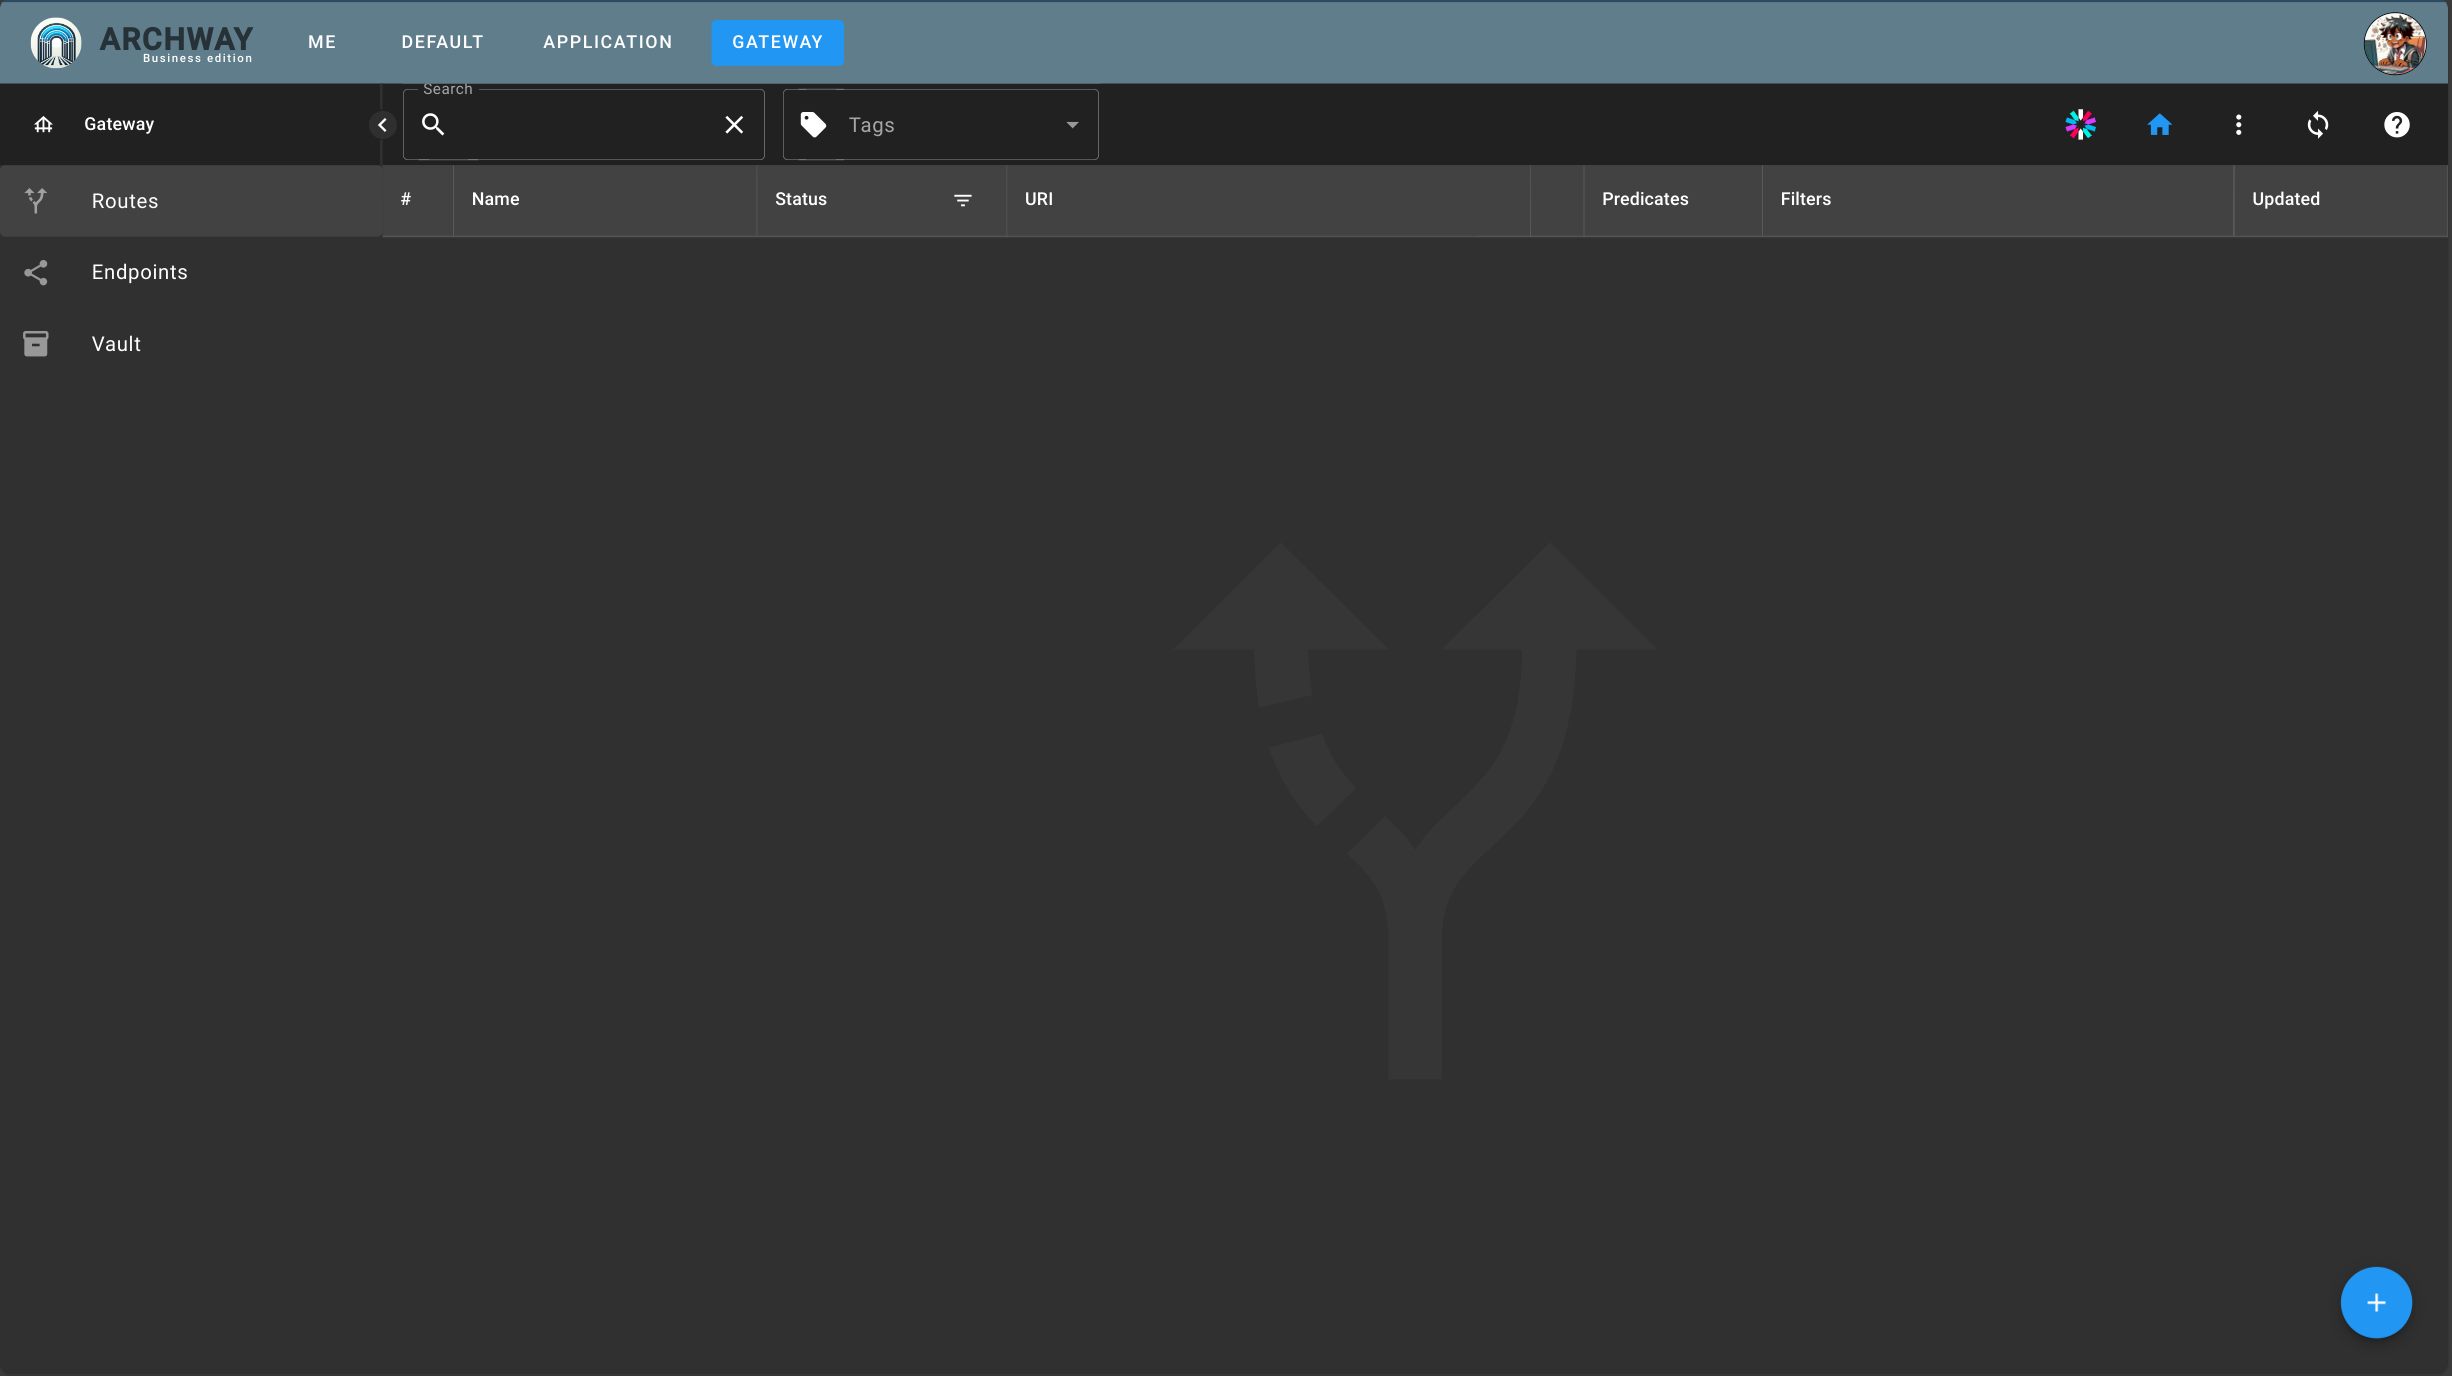 ARCHWAY
Business edition
ME
DEFAULT
APPLICATION
GATEWAY
Gateway
Search
Tags
Routes
Endpoints
Vault
#
Name
Status
URI
Predicates
Filters
Updated